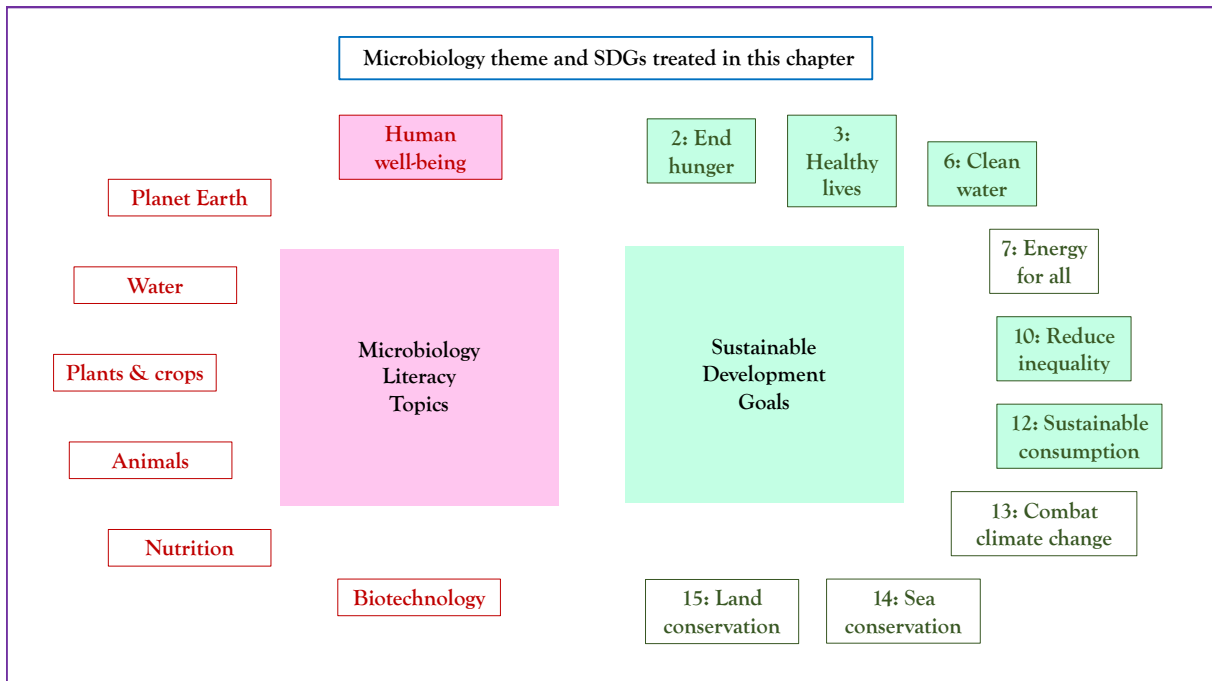 Microbiology theme and SDGs treated in this chapter
Human
well-being
Planet Earth
Water
Plants & crops
Animals
Nutrition
Biotechnology
Microbiology
Literacy
Topics
Sustainable
Development
Goals
2: End
hunger
3:
Healthy
lives
6: Clean
water
7: Energy
for all
10: Reduce
inequality
12: Sustainable
consumption
13: Combat
climate change
14: Sea
conservation
15: Land
conservation